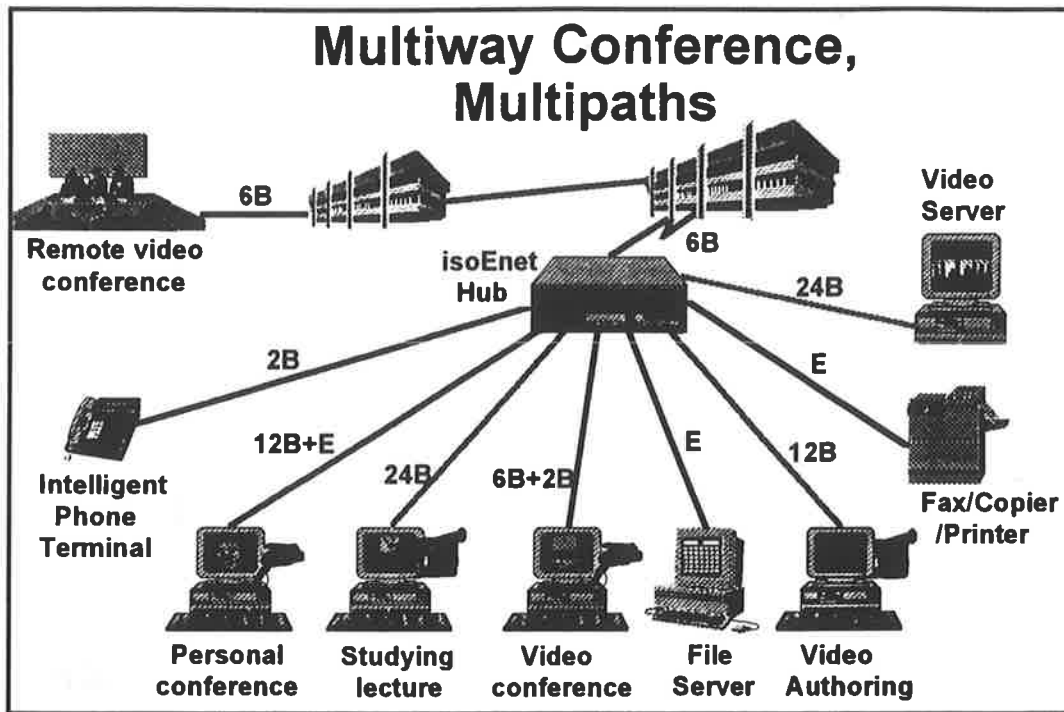 Multiway Conference,
Multipaths
6B
Remote video
conference
6B
isoEnet
Hub
Video
Server
24B
2B
E
Intelligent
Phone
Terminal
12B+E
24B
6B+2B
E
12B
Fax/Copier
/Printer
Personal
conference
Studying
lecture
Video
conference
File
Server
Video
Authoring